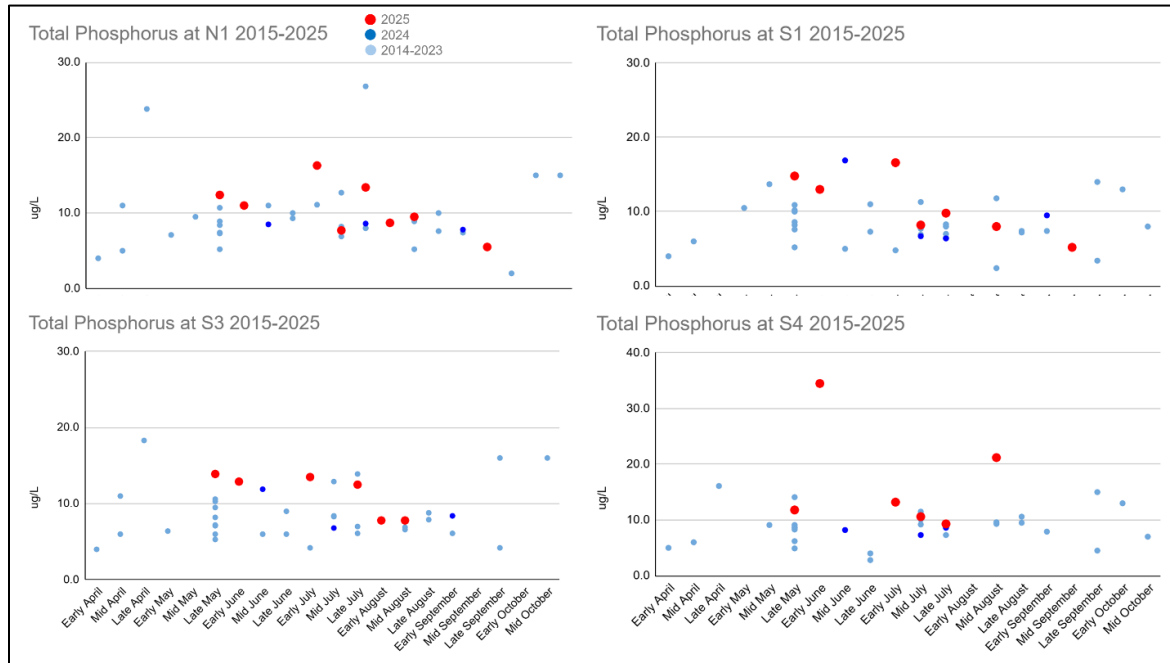 Total Phosphorus at N1 2015-2025
2025
2024
2014-2023
ug/L
30.0
20.0
10.0
0.0
Total Phosphorus at S1 2015-2025
ug/L
30.0
20.0
10.0
0.0
Total Phosphorus at S3 2015-2025
ug/L
30.0
20.0
10.0
0.0
Early April
Mid April
Late April
Early May
Mid May
Late May
Early June
Mid June
Late June
Early July
Mid July
Late July
Early August
Mid August
Late August
Early September
Mid September
Late September
Early October
Mid October
Total Phosphorus at S4 2015-2025
ug/L
40.0
30.0
20.0
10.0
0.0
Early April
Mid April
Late April
Early May
Mid May
Late May
Early June
Mid June
Late June
Early July
Mid July
Late July
Early August
Mid August
Late August
Early September
Mid September
Late September
Early October
Mid October